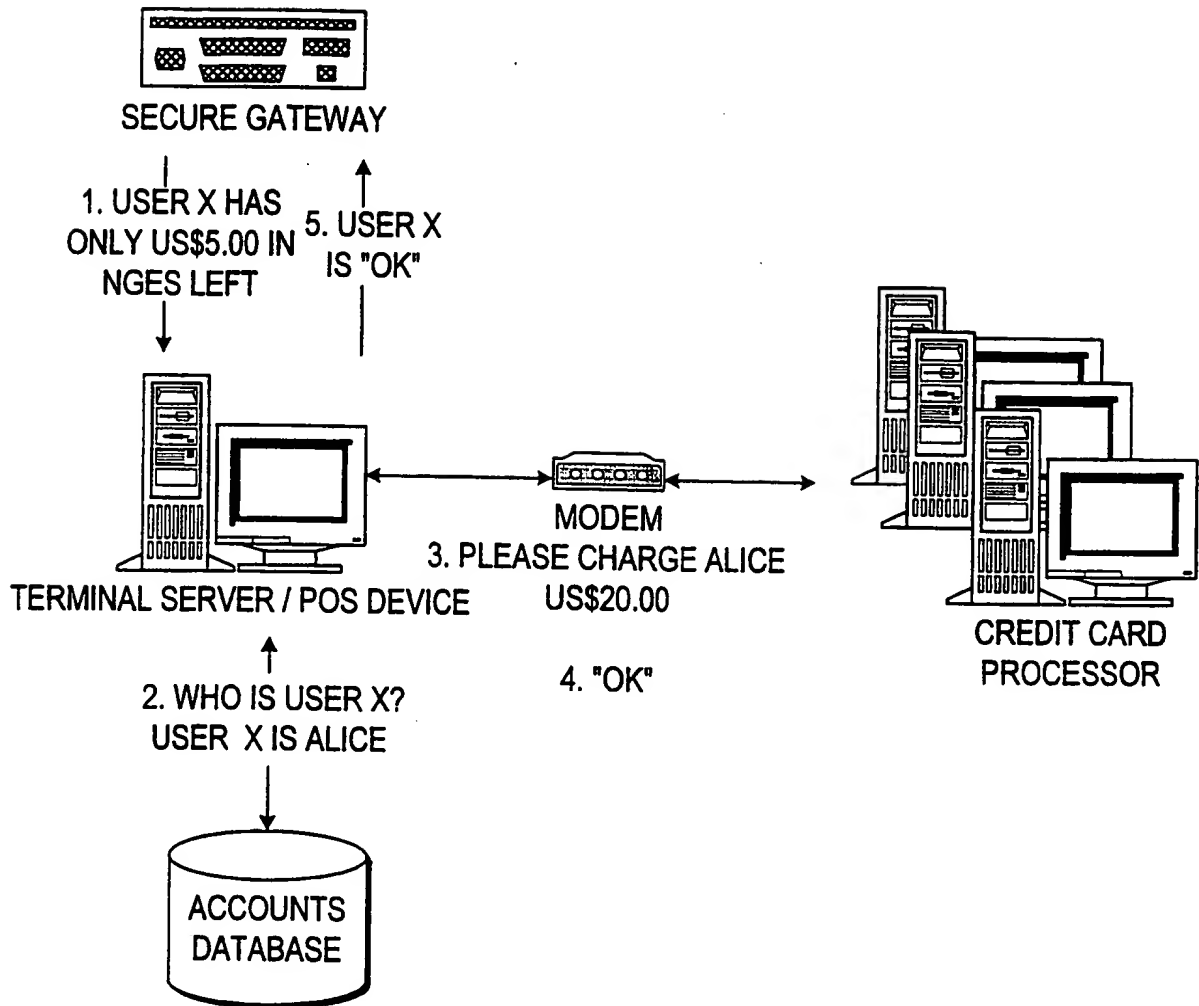 SECURE GATEWAY
1. USER X HAS
ONLY US$5.00 IN
NGES LEFT
5. USER X
IS "OK"
TERMINAL SERVER / POS DEVICE
MODEM
3. PLEASE CHARGE ALICE
US$20.00
4. "OK"
CREDIT CARD
PROCESSOR
2. WHO IS USER X?
USER X IS ALICE
ACCOUNTS
DATABASE